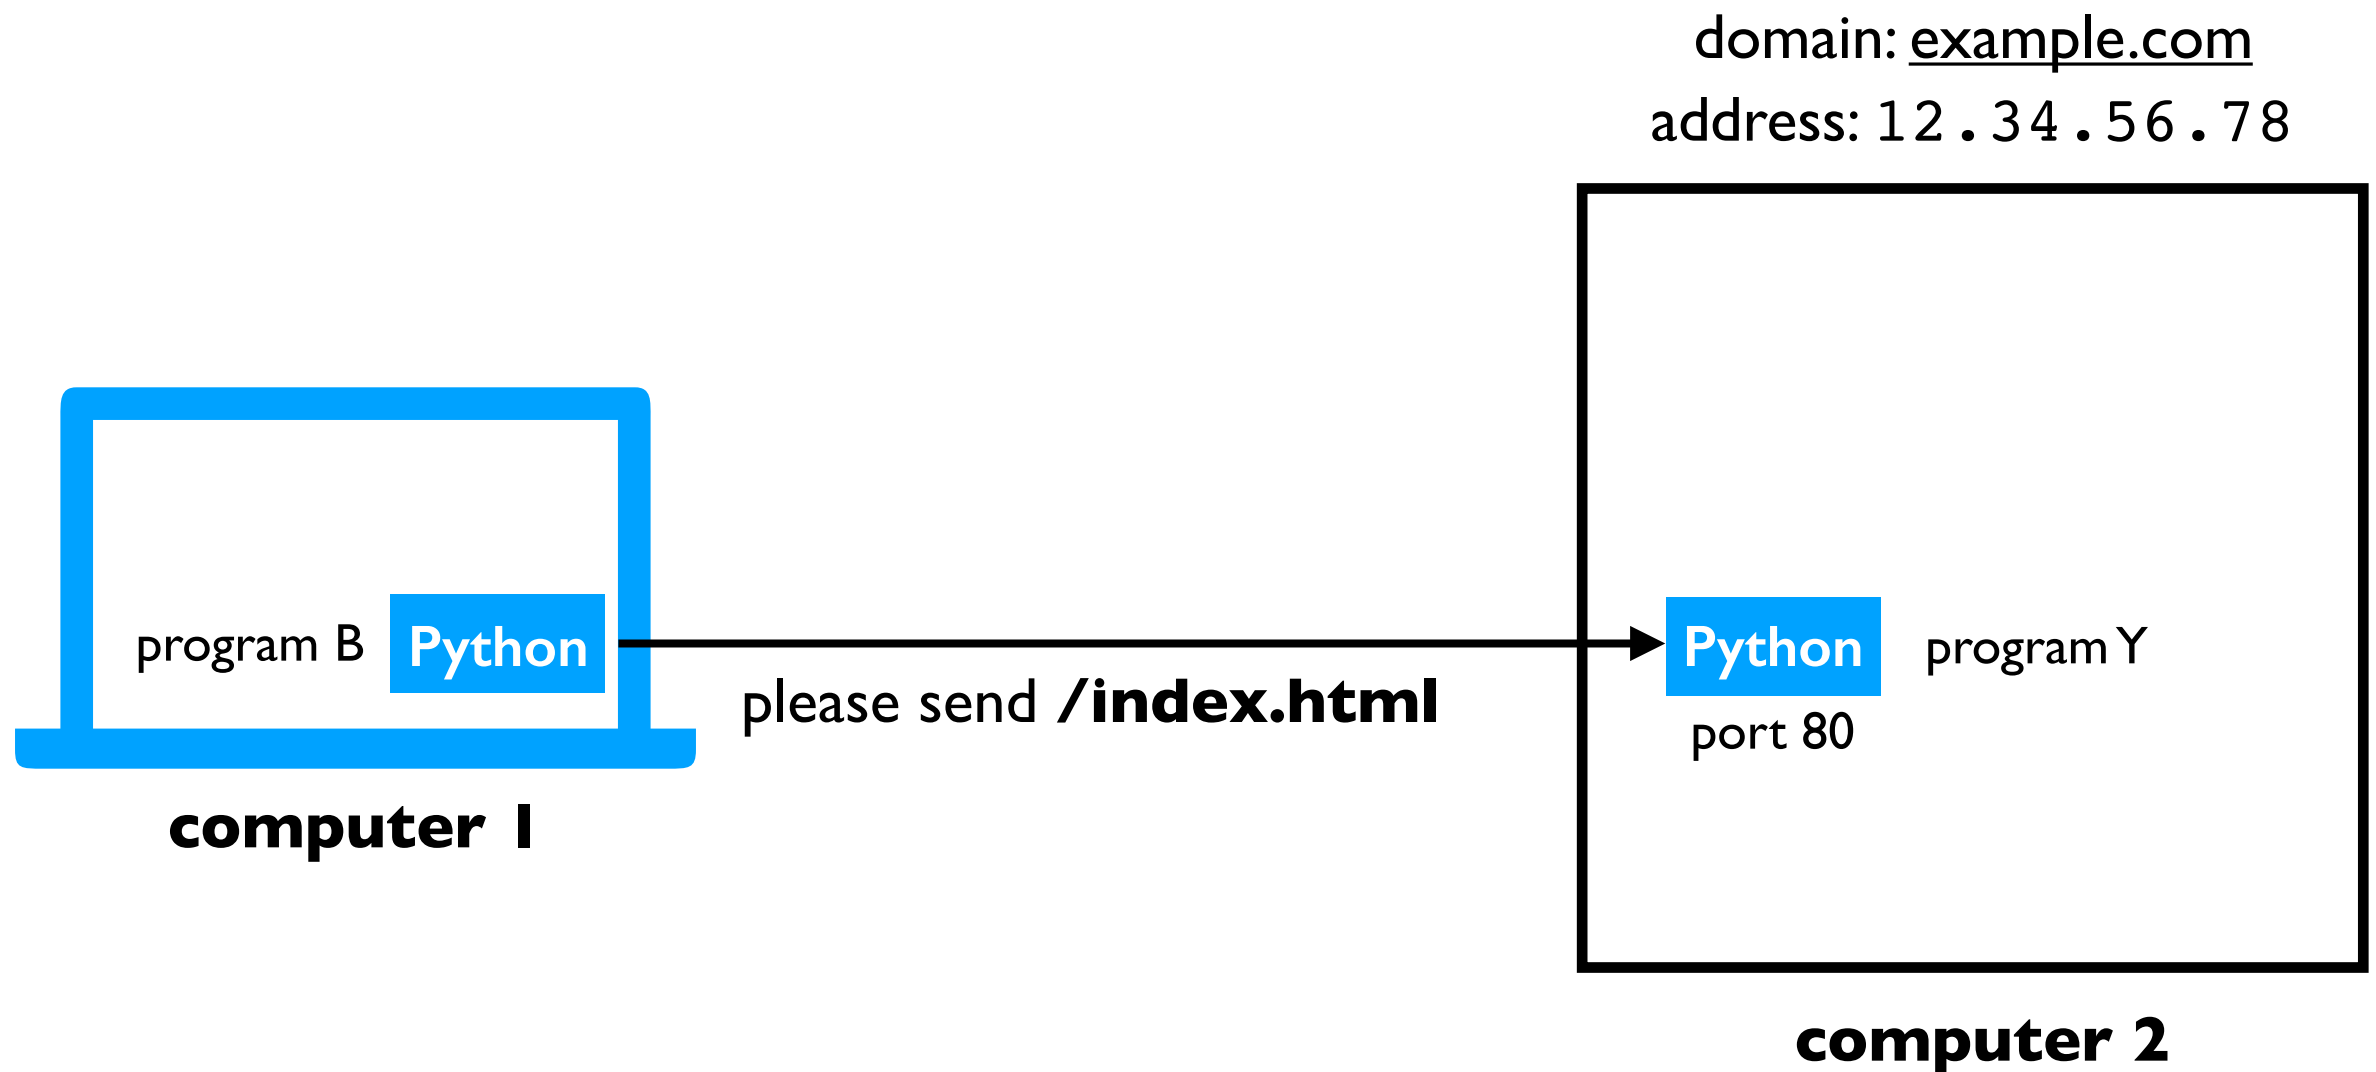 domain: example.com
address: 12.34.56.78
program B
Python
please send /index.html
Python
program Y
port 80
computer 1
computer 2